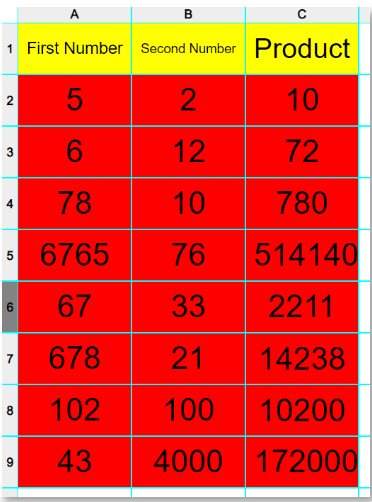 A B C
1 First Number Second Number Product
2 5 2 10
3 6 12 72
4 78 10 780
5 6765 76 514140
6 67 33 2211
7 678 21 14238
8 102 100 10200
9 43 4000 172000